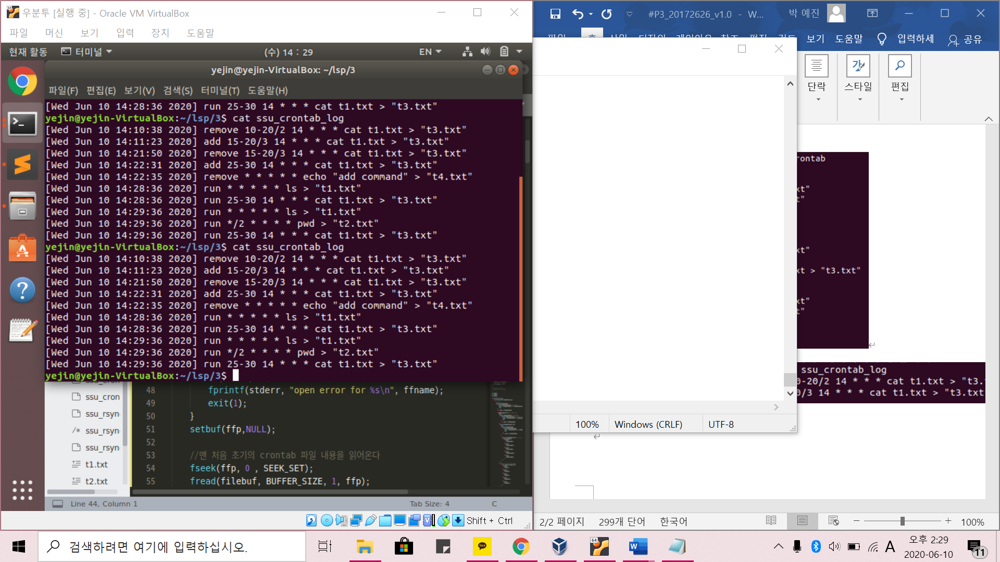 우분투 [실행 중] - Oracle VM VirtualBox
파일 머신 보기 입력 장치 도움말
현재 활동 터미널 (수) 14 : 29 EN
yejin@yejin-VirtualBox: ~/lsp/3
파일(F) 편집(E) 보기(V) 검색(S) 터미널(T) 도움말(H)
[Wed Jun 10 14:28:36 2020] run 25-30 14 * * * cat t1.txt > "t3.txt"
yejin@yejin-VirtualBox:~/lsp/3$ cat ssu_crontab_log
[Wed Jun 10 14:10:38 2020] remove 10-20/2 14 * * * cat t1.txt > "t3.txt"
[Wed Jun 10 14:11:23 2020] add 15-20/3 14 * * * cat t1.txt > "t3.txt"
[Wed Jun 10 14:21:50 2020] remove 15-20/3 14 * * * cat t1.txt > "t3.txt"
[Wed Jun 10 14:22:31 2020] add 25-30 14 * * * cat t1.txt > "t3.txt"
[Wed Jun 10 14:22:35 2020] remove * * * * * echo "add command" > "t4.txt"
[Wed Jun 10 14:28:36 2020] run * * * * * ls > "t1.txt"
[Wed Jun 10 14:28:36 2020] run 25-30 14 * * * cat t1.txt > "t3.txt"
[Wed Jun 10 14:29:36 2020] run * * * * * ls > "t1.txt"
[Wed Jun 10 14:29:36 2020] run */2 * * * * pwd > "t2.txt"
[Wed Jun 10 14:29:36 2020] run 25-30 14 * * * cat t1.txt > "t3.txt"
yejin@yejin-VirtualBox:~/lsp/3$ cat ssu_crontab_log
[Wed Jun 10 14:10:38 2020] remove 10-20/2 14 * * * cat t1.txt > "t3.txt"
[Wed Jun 10 14:11:23 2020] add 15-20/3 14 * * * cat t1.txt > "t3.txt"
[Wed Jun 10 14:21:50 2020] remove 15-20/3 14 * * * cat t1.txt > "t3.txt"
[Wed Jun 10 14:22:31 2020] add 25-30 14 * * * cat t1.txt > "t3.txt"
[Wed Jun 10 14:22:35 2020] remove * * * * * echo "add command" > "t4.txt"
[Wed Jun 10 14:28:36 2020] run * * * * * ls > "t1.txt"
[Wed Jun 10 14:28:36 2020] run 25-30 14 * * * cat t1.txt > "t3.txt"
[Wed Jun 10 14:29:36 2020] run * * * * * ls > "t1.txt"
[Wed Jun 10 14:29:36 2020] run */2 * * * * pwd > "t2.txt"
[Wed Jun 10 14:29:36 2020] run 25-30 14 * * * cat t1.txt > "t3.txt"
yejin@yejin-VirtualBox:~/lsp/3$
ssu_cron
ssu_rsyn
/* ssu_rsyn
ssu_rsyn
t1.txt
t2.txt
48 fprintf(stderr, "open error for %s\n", ffname);
49 exit(1);
50 }
51 setbuf(ffp,NULL);
52
53 //맨 처음 초기의 crontab 파일 내용을 읽어온다
54 fseek(ffp, 0 , SEEK_SET);
55 fread(filebuf, BUFFER_SIZE, 1, ffp);
Line 44, Column 1 Tab Size: 4 C
Shift + Ctrl
#P3_20172626_v1.0 - W... 박 예진
보기 도움말 입력하세 공유
단락 스타일 편집
가
rontab
xt"
t"
xt"
xt > "t3.txt"
xt"
t"
ssu_crontab_log
0-20/2 14 * * * cat t1.txt > "t3.
0/3 14 * * * cat t1.txt > "t3.txt
100% Windows (CRLF) UTF-8
2/2 페이지 299개 단어 한국어 100%
검색하려면 여기에 입력하십시오.
A 오후 2:29
2020-06-10
11